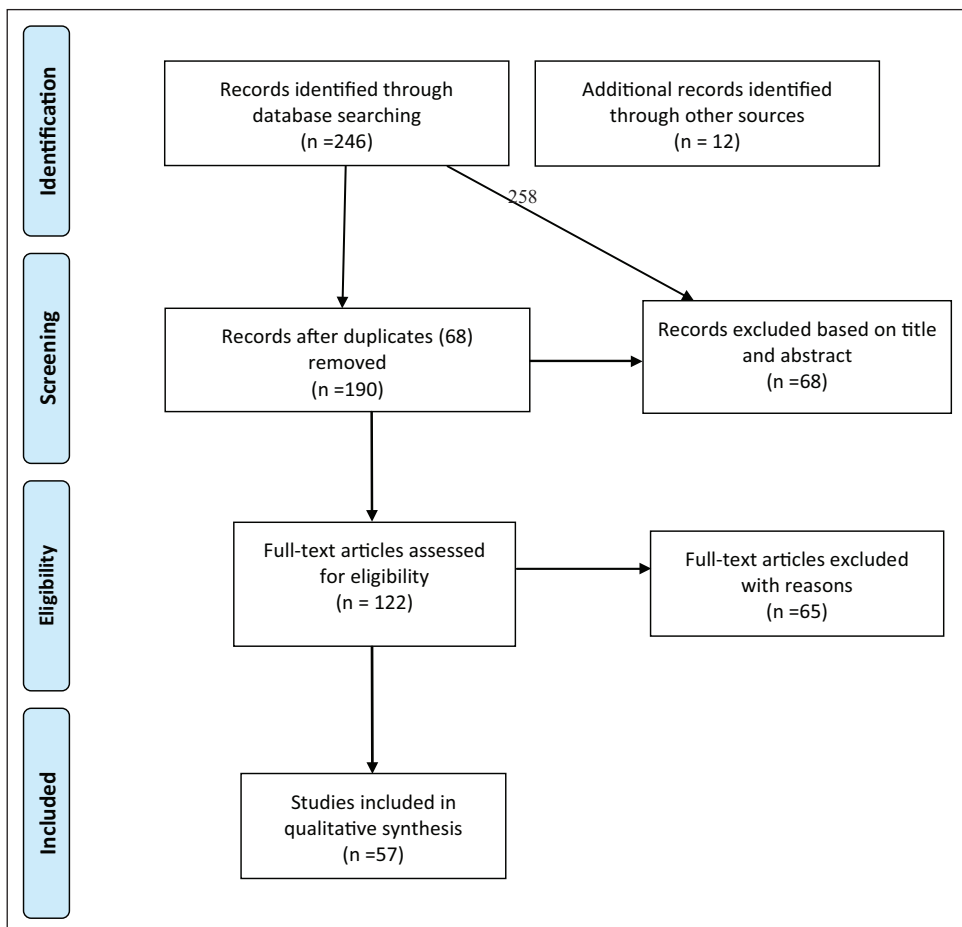 Identification
Records identified through
database searching
(n =246)
Additional records identified
through other sources
(n = 12)
258
Screening
Records after duplicates (68)
removed
(n =190)
Records excluded based on title
and abstract
(n =68)
Eligibility
Full-text articles assessed
for eligibility
(n = 122)
Full-text articles excluded
with reasons
(n =65)
Included
Studies included in
qualitative synthesis
(n =57)